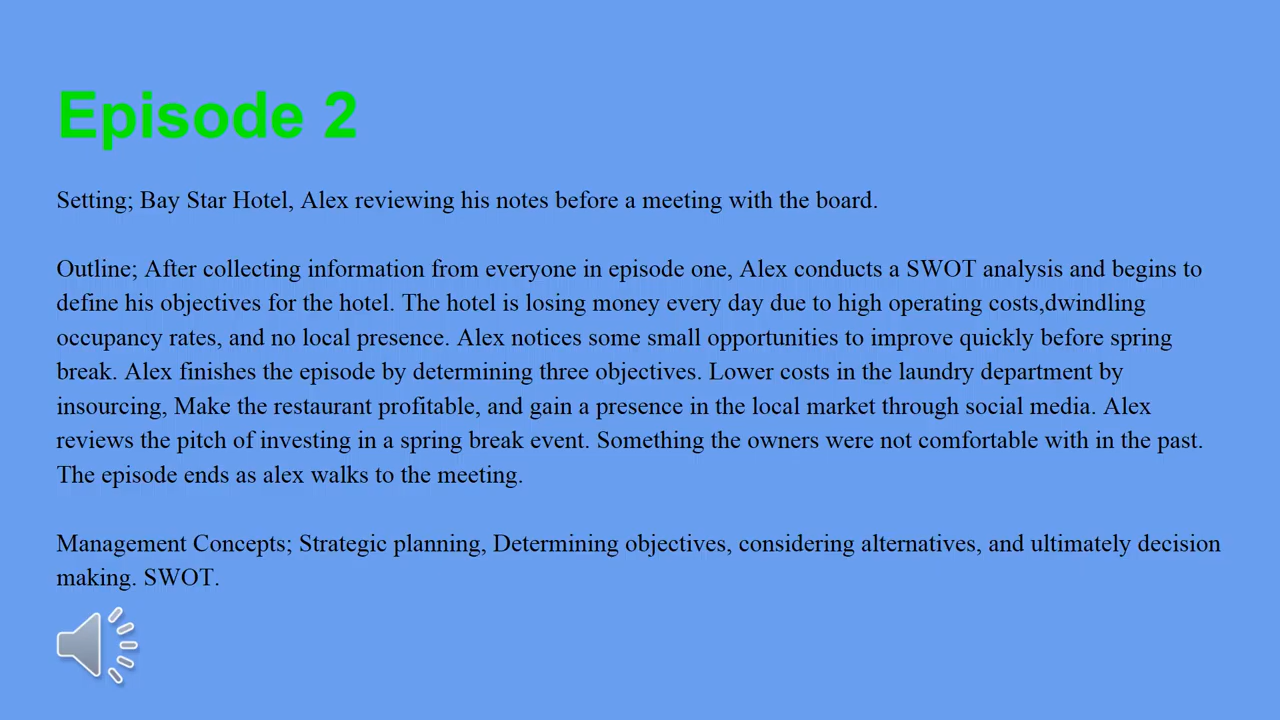 Episode 2
Setting; Bay Star Hotel, Alex reviewing his notes before a meeting with the board.
Outline; After collecting information from everyone in episode one, Alex conducts a SWOT analysis and begins to
define his objectives for the hotel. The hotel is losing money every day due to high operating costs,dwindling
occupancy rates, and no local presence. Alex notices some small opportunities to improve quickly before spring
break. Alex finishes the episode by determining three objectives. Lower costs in the laundry department by
insourcing, Make the restaurant profitable, and gain a presence in the local market through social media. Alex
reviews the pitch of investing in a spring break event. Something the owners were not comfortable with in the past.
The episode ends as alex walks to the meeting.
Management Concepts; Strategic planning, Determining objectives, considering alternatives, and ultimately decision
making. SWOT.